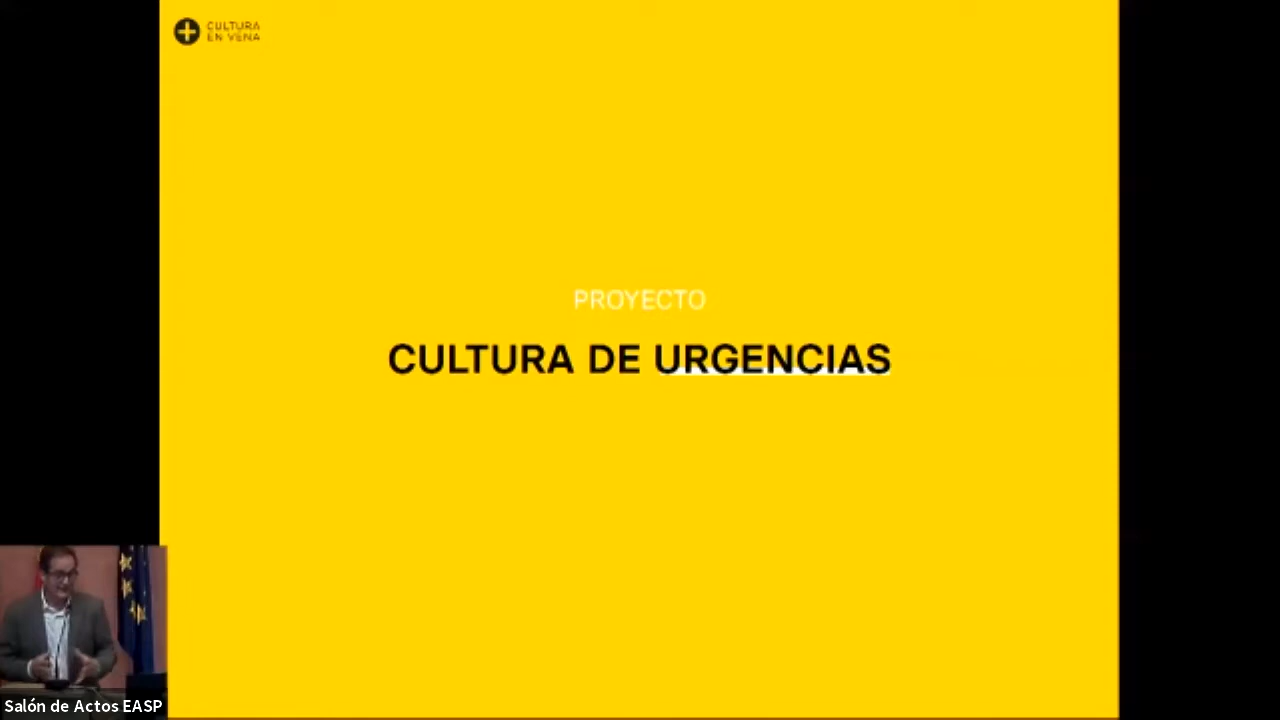 CULTURA
EN VENA
PROYECTO
CULTURA DE URGENCIAS
Salón de Actos EASP